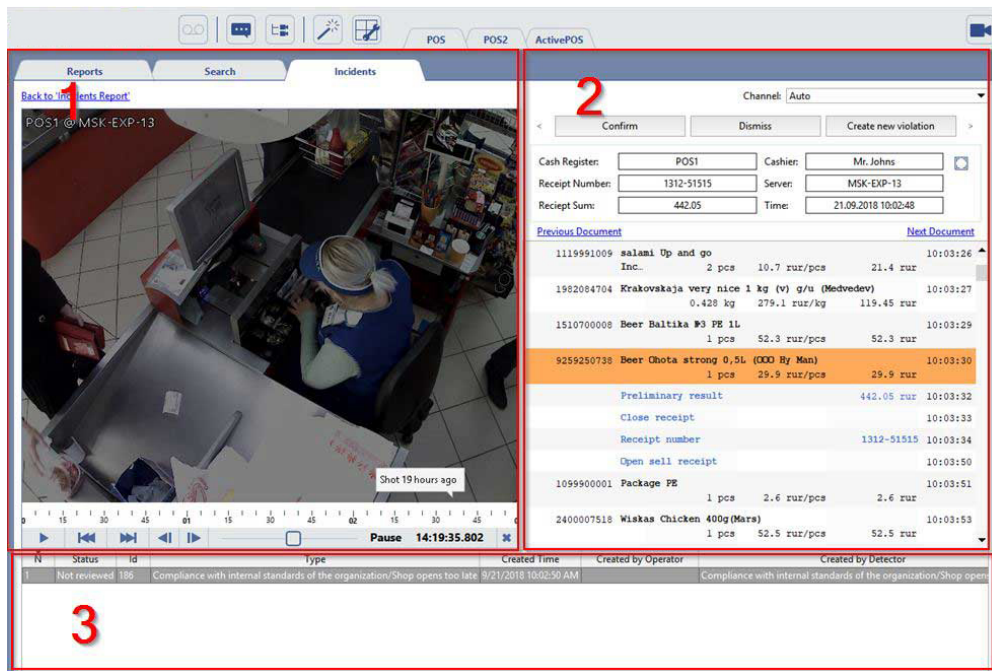 POS POS2 ActivePOS
Reports Search Incidents
Back to 'Incidents Report'
1
POS1@MSK-EXP-13
Shot 19 hours ago
0 15 30 45 01 15 30 45 02 15 30 45
Pause 14:19:35.802
2
Channel: Auto
< Confirm Dismiss Create new violation >
Cash Register: POS1 Cashier: Mr. Johns
Receipt Number: 1312-51515 Server: MSK-EXP-13
Reciept Sum: 442.05 Time: 21.09.2018 10:02:48
Previous Document Next Document
1119991009 salami Up and go 10:03:26
Inc… 2 pcs 10.7 rur/pcs 21.4 rur
1982084704 Krakovskaja very nice 1 kg (v) g/u (Medvedev) 10:03:27
0.428 kg 279.1 rur/kg 119.45 rur
1510700008 Beer Baltika №3 PE 1L 10:03:29
1 pcs 52.3 rur/pcs 52.3 rur
9259250738 Beer Ohota strong 0,5L (OOO Hy Man) 10:03:30
1 pcs 29.9 rur/pcs 29.9 rur
Preliminary result 442.05 rur 10:03:32
Close receipt 10:03:33
Receipt number 1312-51515 10:03:34
Open sell receipt 10:03:50
1099900001 Package PE 10:03:51
1 pcs 2.6 rur/pcs 2.6 rur
2400007518 Wiskas Chicken 400g(Mars) 10:03:53
1 pcs 52.5 rur/pcs 52.5 rur
N Status Id Type Created Time Created by Operator Created by Detector
1 Not reviewed 186 Compliance with internal standards of the organization/Shop opens too late 9/21/2018 10:02:50 AM Compliance with internal standards of the organization/Shop opens
3